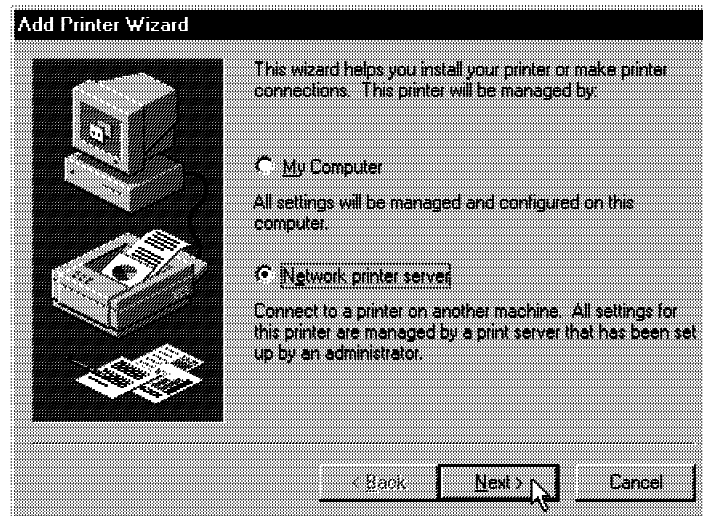 Add Printer Wizard
This wizard helps you install your printer or make printer
connections. This printer will be managed by:
My Computer
All settings will be managed and configured on this
computer.
Network printer server
Connect to a printer on another machine. All settings for
this printer are managed by a print server that has been set
up by an administrator.
< Back
Next >
Cancel